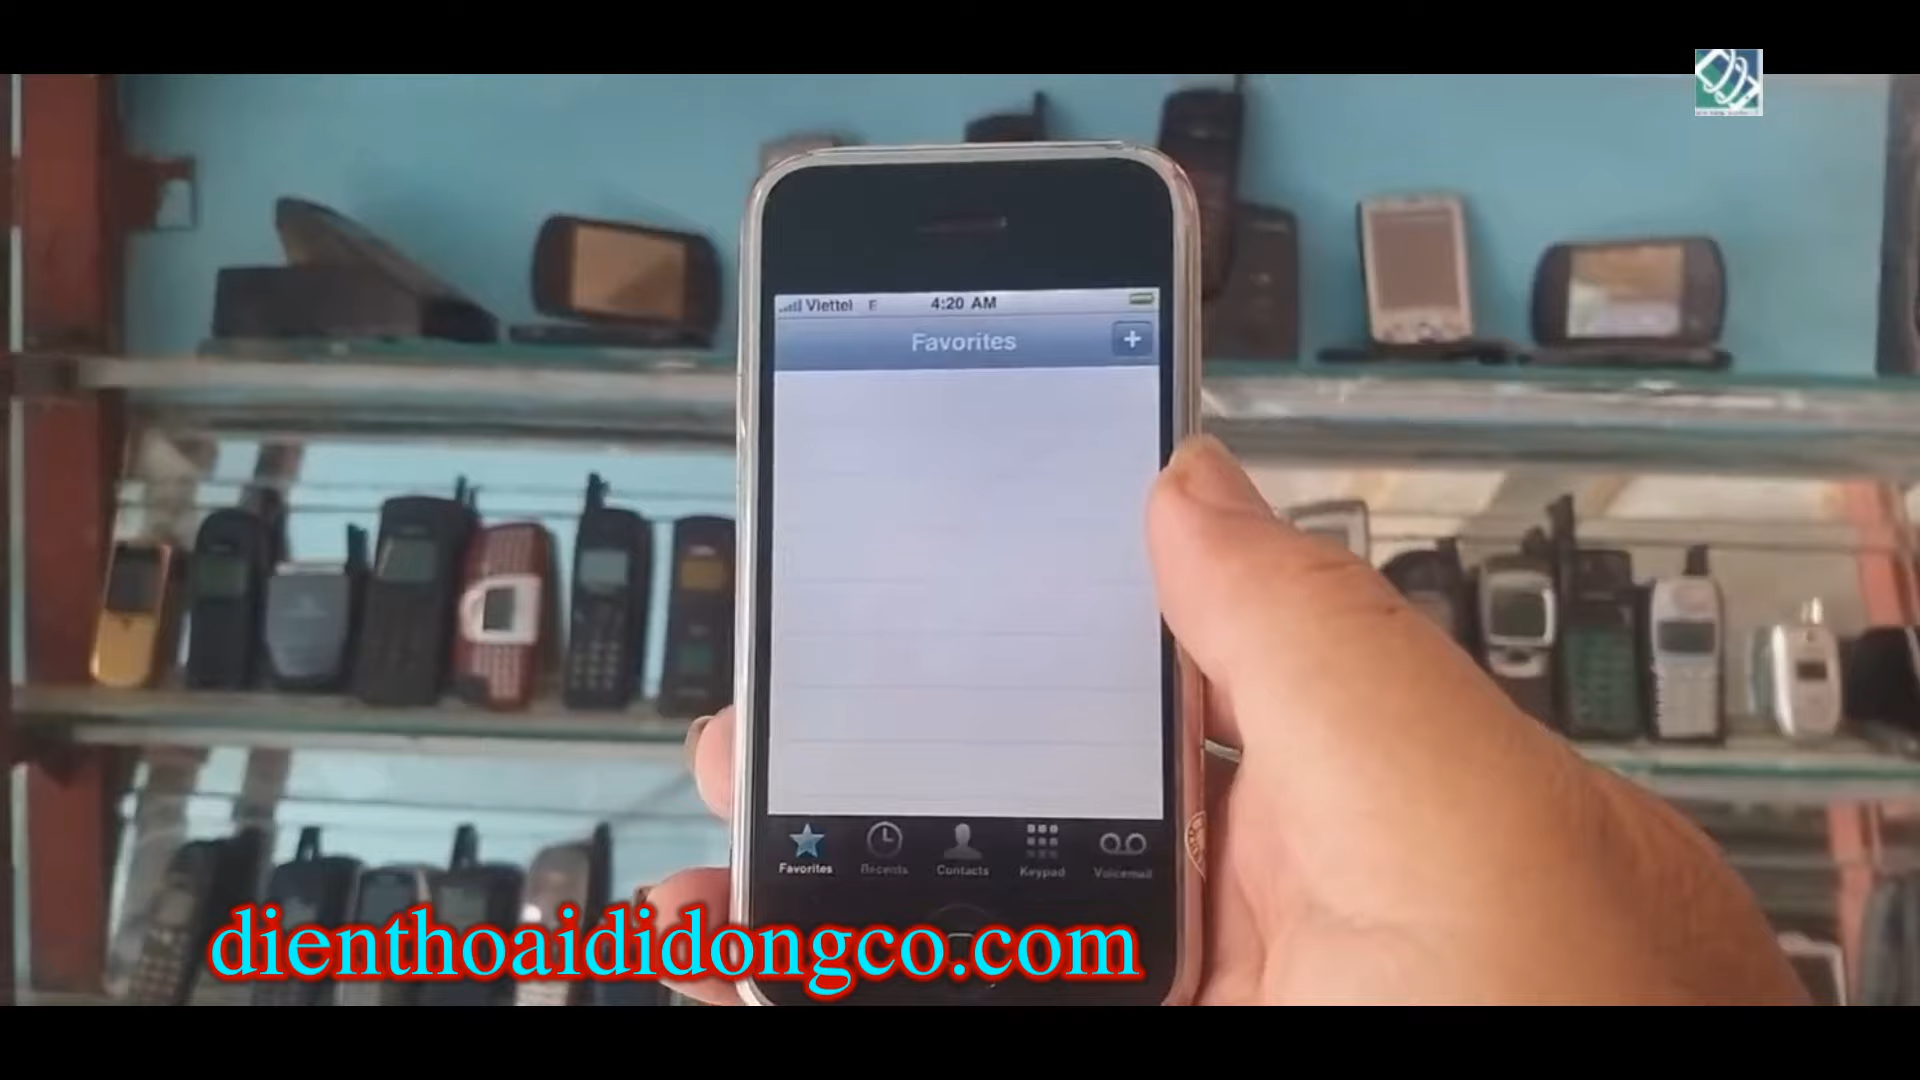 Viettel E 4:20 AM
Favorites +
Favorites Recents Contacts Keypad Voicemail
dienthoaididongco.com